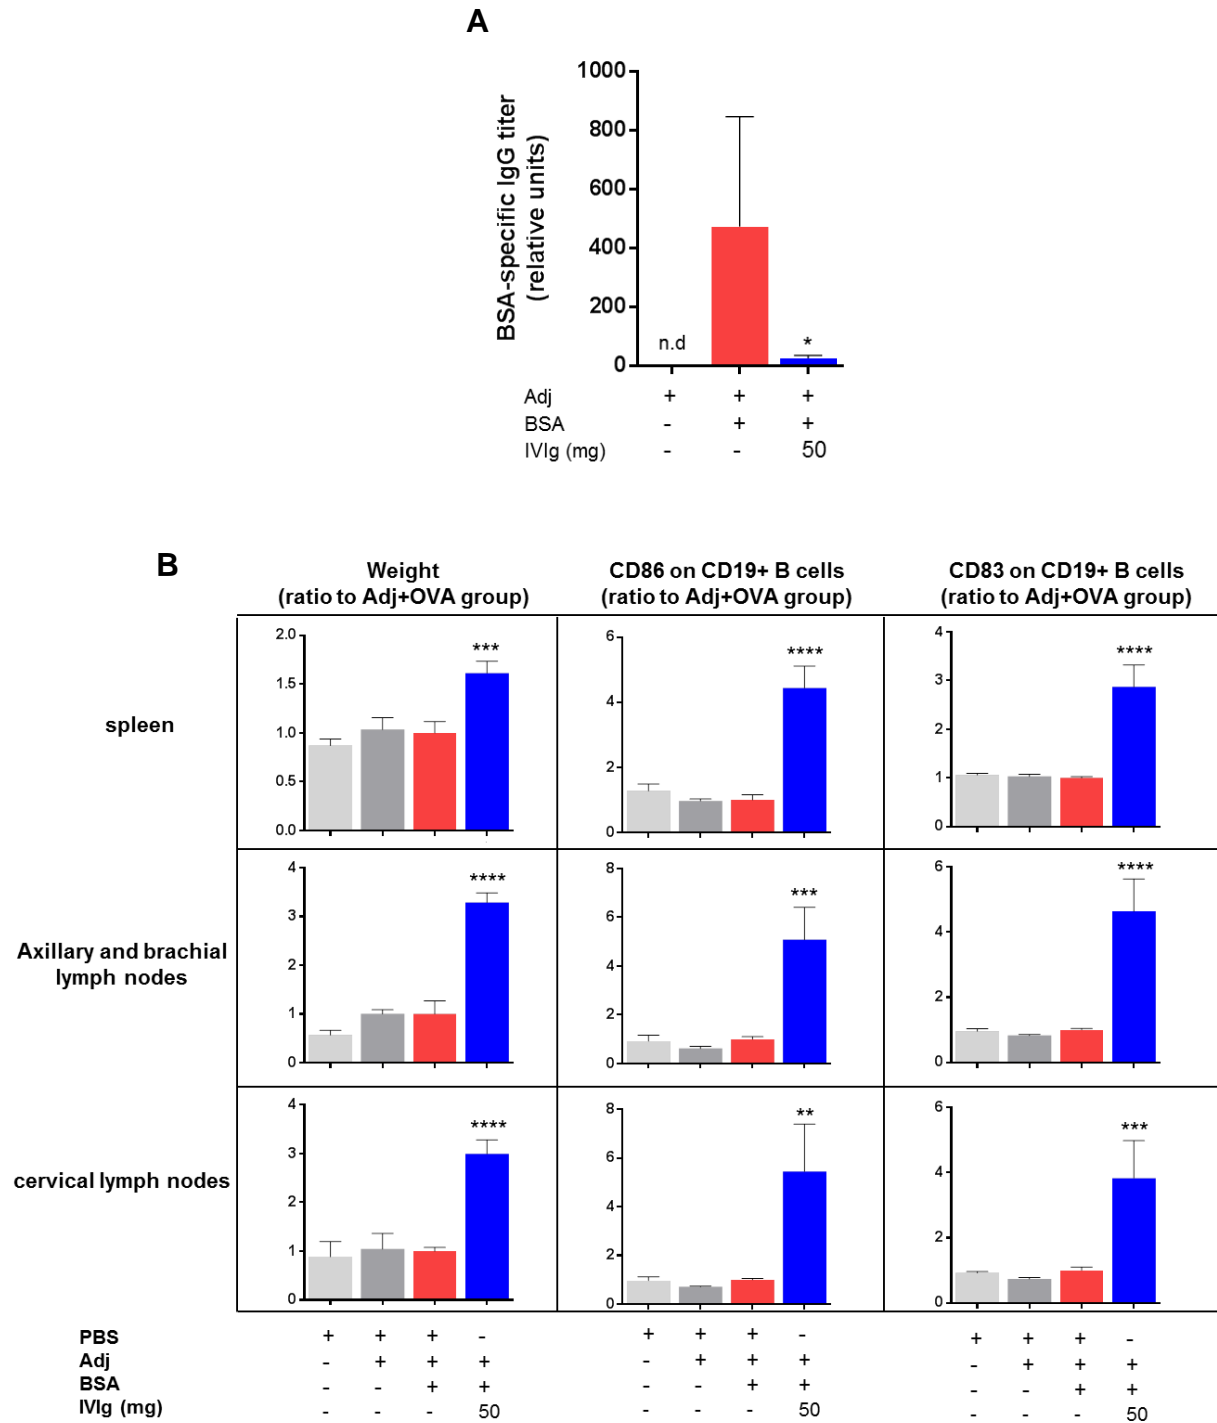 A
BSA-specific IgG titer
(relative units)
1000
800
600
400
200
0
n.d
*
Adj + + +
BSA - + +
IVIg (mg) - - 50
B
Weight
(ratio to Adj+OVA group)
CD86 on CD19+ B cells
(ratio to Adj+OVA group)
CD83 on CD19+ B cells
(ratio to Adj+OVA group)
spleen
2.0
1.5
1.0
0.5
0.0
***
6
4
2
0
****
4
3
2
1
0
****
Axillary and brachial
lymph nodes
4
3
2
1
0
****
8
6
4
2
0
***
6
4
2
0
****
cervical lymph nodes
4
3
2
1
0
****
8
6
4
2
0
**
6
4
2
0
***
PBS + + + - + + + - + + + -
Adj - + + + - + + + - + + +
BSA - - + + - - + + - - + +
IVIg (mg) - - - 50 - - - 50 - - - 50